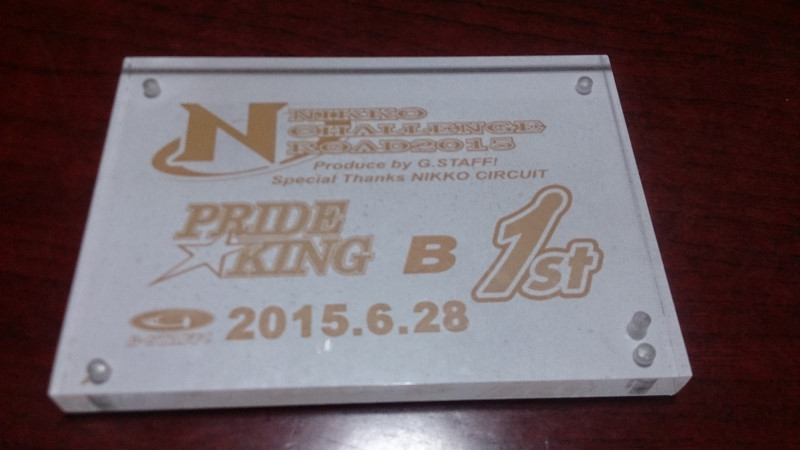 N NIKKO
CHALLENGE
ROAD2015
Produce by G.STAFF!
Special Thanks NIKKO CIRCUIT
PRIDE
KING B 1st
2015.6.28